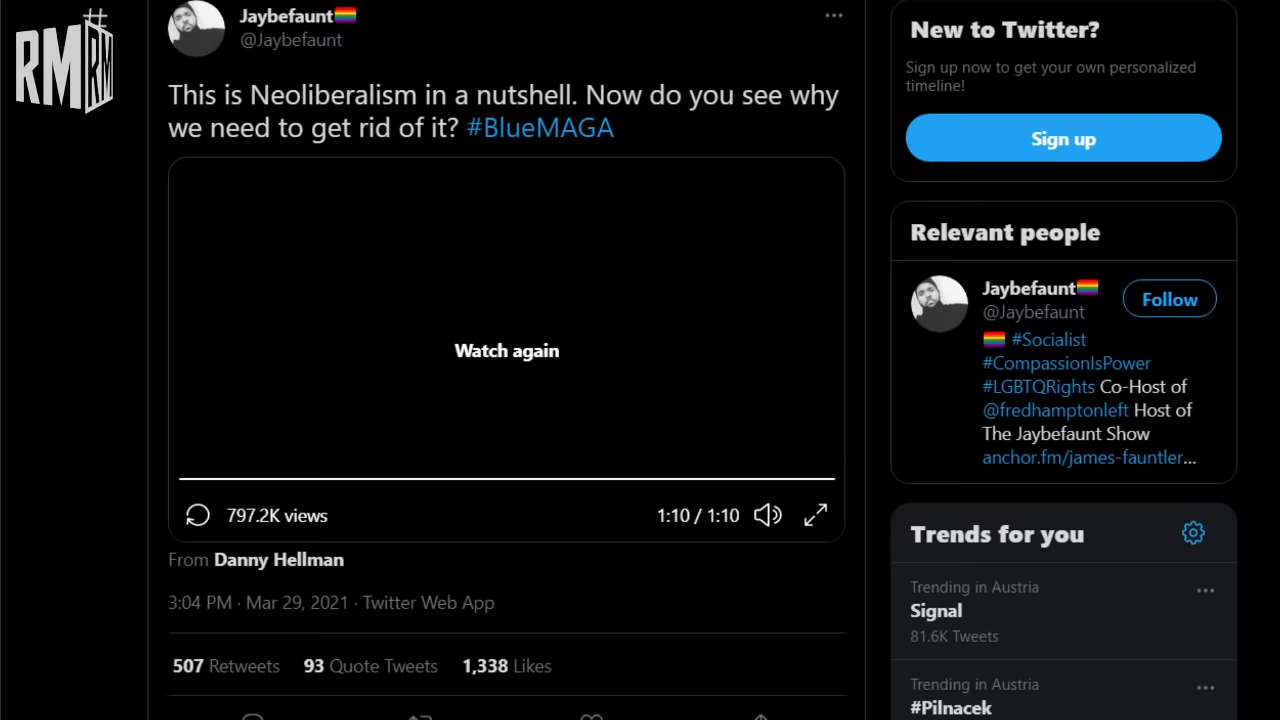 #
RM
RM
Jaybefaunt🏳️‍🌈
@Jaybefaunt
This is Neoliberalism in a nutshell. Now do you see why
we need to get rid of it? #BlueMAGA
Watch again
797.2K views
1:10 / 1:10
From Danny Hellman
3:04 PM · Mar 29, 2021 · Twitter Web App
507 Retweets 93 Quote Tweets 1,338 Likes
New to Twitter?
Sign up now to get your own personalized
timeline!
Sign up
Relevant people
Jaybefaunt🏳️‍🌈
@Jaybefaunt
Follow
🏳️‍🌈 #Socialist
#CompassionIsPower
#LGBTQRights Co-Host of
@fredhamptonleft Host of
The Jaybefaunt Show
anchor.fm/james-fauntler...
Trends for you
Trending in Austria
Signal
81.6K Tweets
Trending in Austria
#Pilnacek